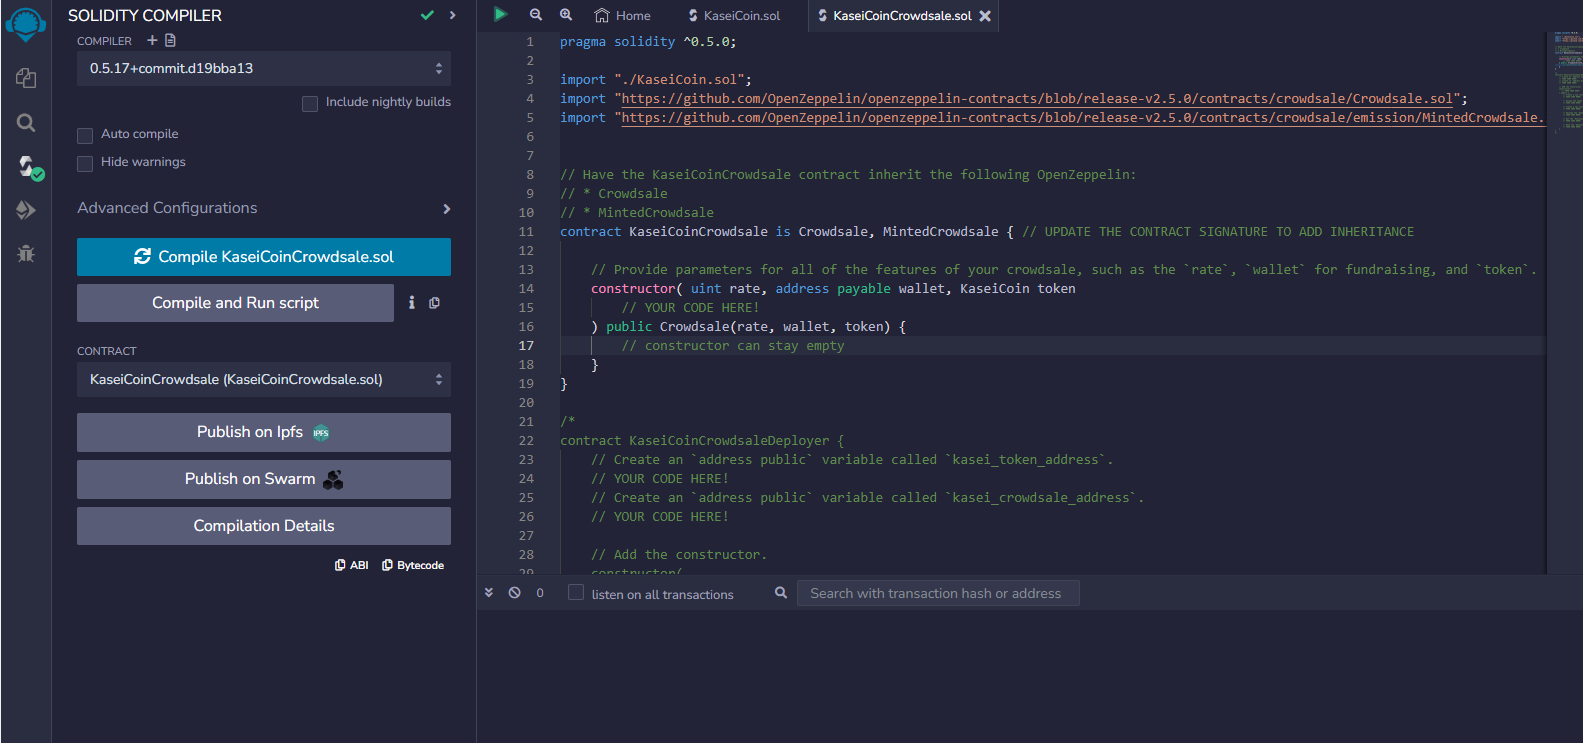 SOLIDITY COMPILER
COMPILER
0.5.17+commit.d19bba13
Include nightly builds
Auto compile
Hide warnings
Advanced Configurations
Compile KaseiCoinCrowdsale.sol
Compile and Run script
CONTRACT
KaseiCoinCrowdsale (KaseiCoinCrowdsale.sol)
Publish on Ipfs IPFS
Publish on Swarm
Compilation Details
ABI Bytecode
Home KaseiCoin.sol KaseiCoinCrowdsale.sol
1 pragma solidity ^0.5.0;
2
3 import "./KaseiCoin.sol";
4 import "https://github.com/OpenZeppelin/openzeppelin-contracts/blob/release-v2.5.0/contracts/crowdsale/Crowdsale.sol";
5 import "https://github.com/OpenZeppelin/openzeppelin-contracts/blob/release-v2.5.0/contracts/crowdsale/emission/MintedCrowdsale.
6
7
8 // Have the KaseiCoinCrowdsale contract inherit the following OpenZeppelin:
9 // * Crowdsale
10 // * MintedCrowdsale
11 contract KaseiCoinCrowdsale is Crowdsale, MintedCrowdsale { // UPDATE THE CONTRACT SIGNATURE TO ADD INHERITANCE
12
13 // Provide parameters for all of the features of your crowdsale, such as the `rate`, `wallet` for fundraising, and `token`.
14 constructor( uint rate, address payable wallet, KaseiCoin token
15 // YOUR CODE HERE!
16 ) public Crowdsale(rate, wallet, token) {
17 // constructor can stay empty
18 }
19 }
20
21 /*
22 contract KaseiCoinCrowdsaleDeployer {
23 // Create an `address public` variable called `kasei_token_address`.
24 // YOUR CODE HERE!
25 // Create an `address public` variable called `kasei_crowdsale_address`.
26 // YOUR CODE HERE!
27
28 // Add the constructor.
29 constructor(
0 listen on all transactions Search with transaction hash or address